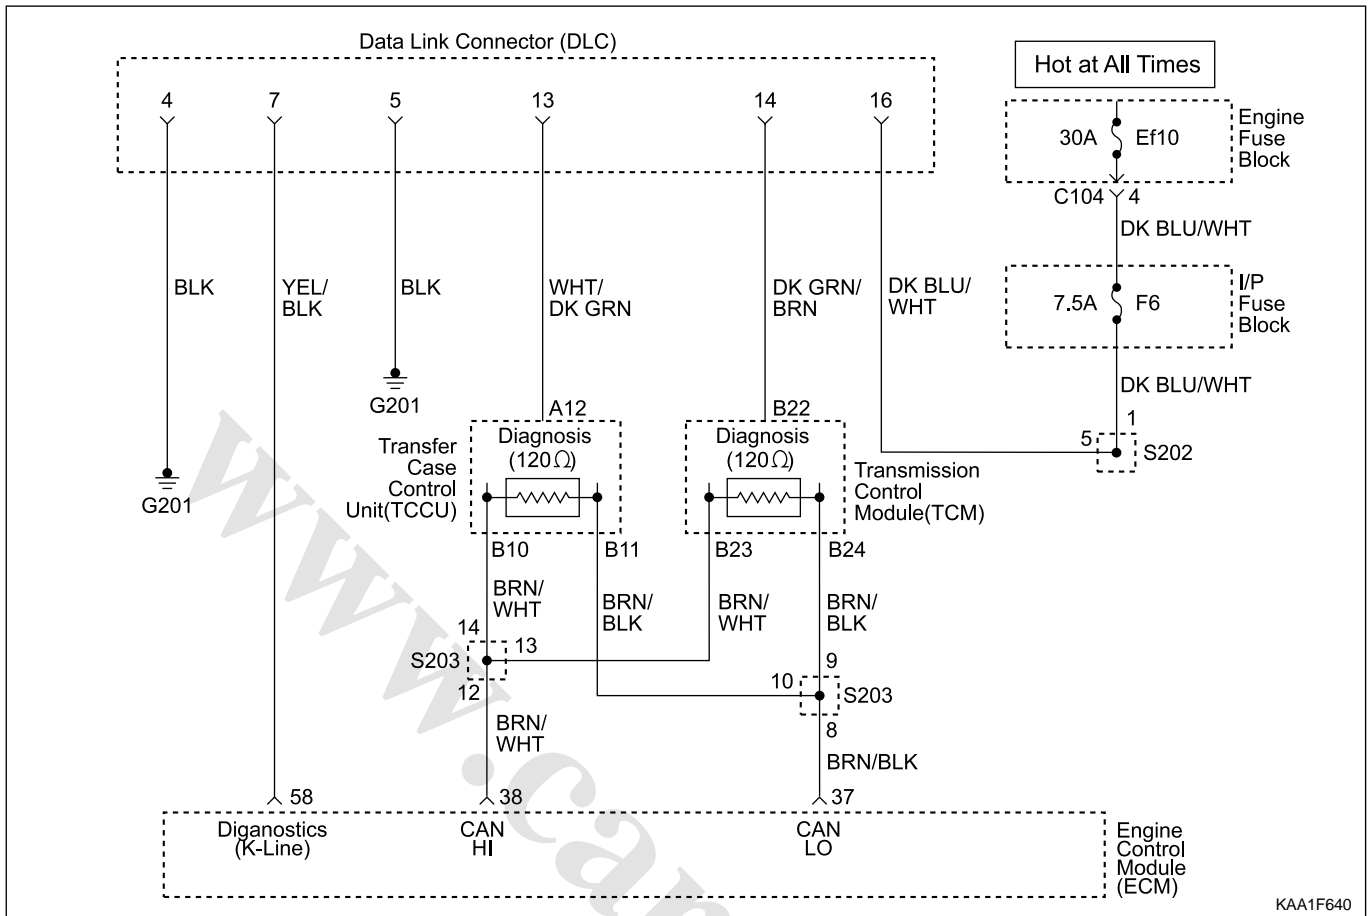 Data Link Connector (DLC)
Hot at All Times
4 7 5 13 14 16
30A Ef10
Engine
Fuse
Block
C104 4
DK BLU/WHT
BLK
YEL/
BLK
BLK
WHT/
DK GRN
DK GRN/
BRN
DK BLU/
WHT
7.5A F6
I/P
Fuse
Block
DK BLU/WHT
G201
G201
1
5 S202
A12
B22
Transfer
Case
Control
Unit(TCCU)
Diagnosis
(120Ω)
Diagnosis
(120Ω)
Transmission
Control
Module(TCM)
B10 B11 B23 B24
BRN/
WHT
BRN/
BLK
BRN/
WHT
BRN/
BLK
14
13
S203
12
9
10 S203
8
BRN/
WHT
BRN/BLK
58 38 37
Diganostics
(K-Line)
CAN
HI
CAN
LO
Engine
Control
Module
(ECM)
KAA1F640
www.car